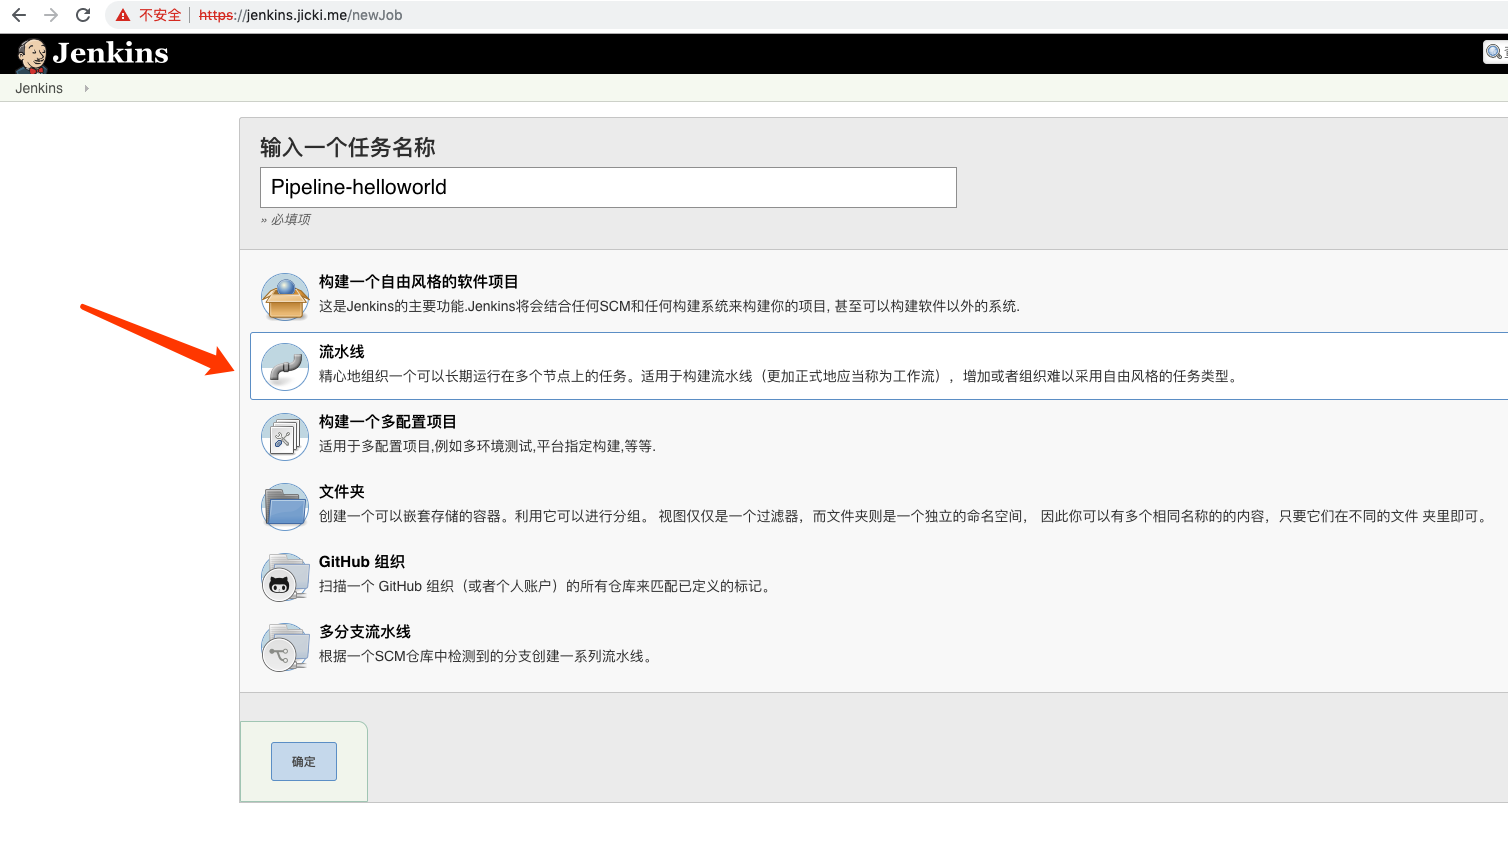 不安全 https://jenkins.jicki.me/newJob
Jenkins
Jenkins
输入一个任务名称
Pipeline-helloworld
» 必填项
构建一个自由风格的软件项目
这是Jenkins的主要功能.Jenkins将会结合任何SCM和任何构建系统来构建你的项目, 甚至可以构建软件以外的系统.
流水线
精心地组织一个可以长期运行在多个节点上的任务。适用于构建流水线（更加正式地应当称为工作流），增加或者组织难以采用自由风格的任务类型。
构建一个多配置项目
适用于多配置项目,例如多环境测试,平台指定构建,等等.
文件夹
创建一个可以嵌套存储的容器。利用它可以进行分组。 视图仅仅是一个过滤器，而文件夹则是一个独立的命名空间， 因此你可以有多个相同名称的的内容，只要它们在不同的文件 夹里即可。
GitHub 组织
扫描一个 GitHub 组织（或者个人账户）的所有仓库来匹配已定义的标记。
多分支流水线
根据一个SCM仓库中检测到的分支创建一系列流水线。
确定